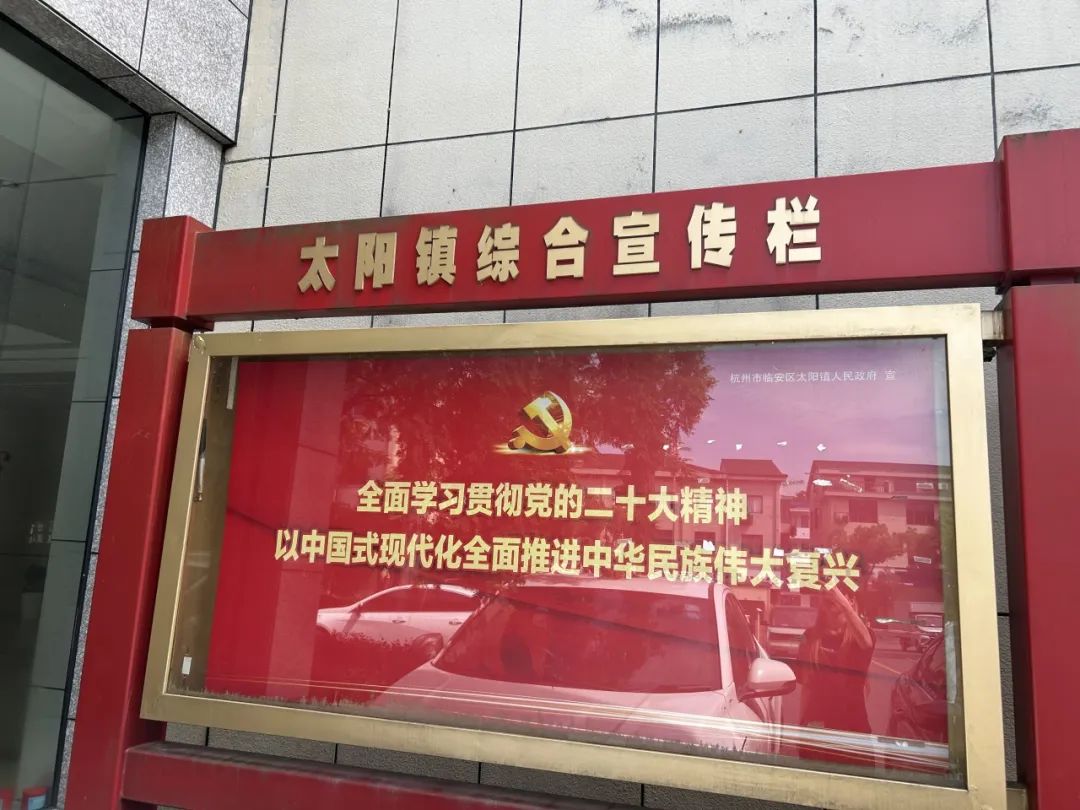 太阳镇综合宣传栏
杭州市临安区太阳镇人民政府 宣
全面学习贯彻党的二十大精神
以中国式现代化全面推进中华民族伟大复兴